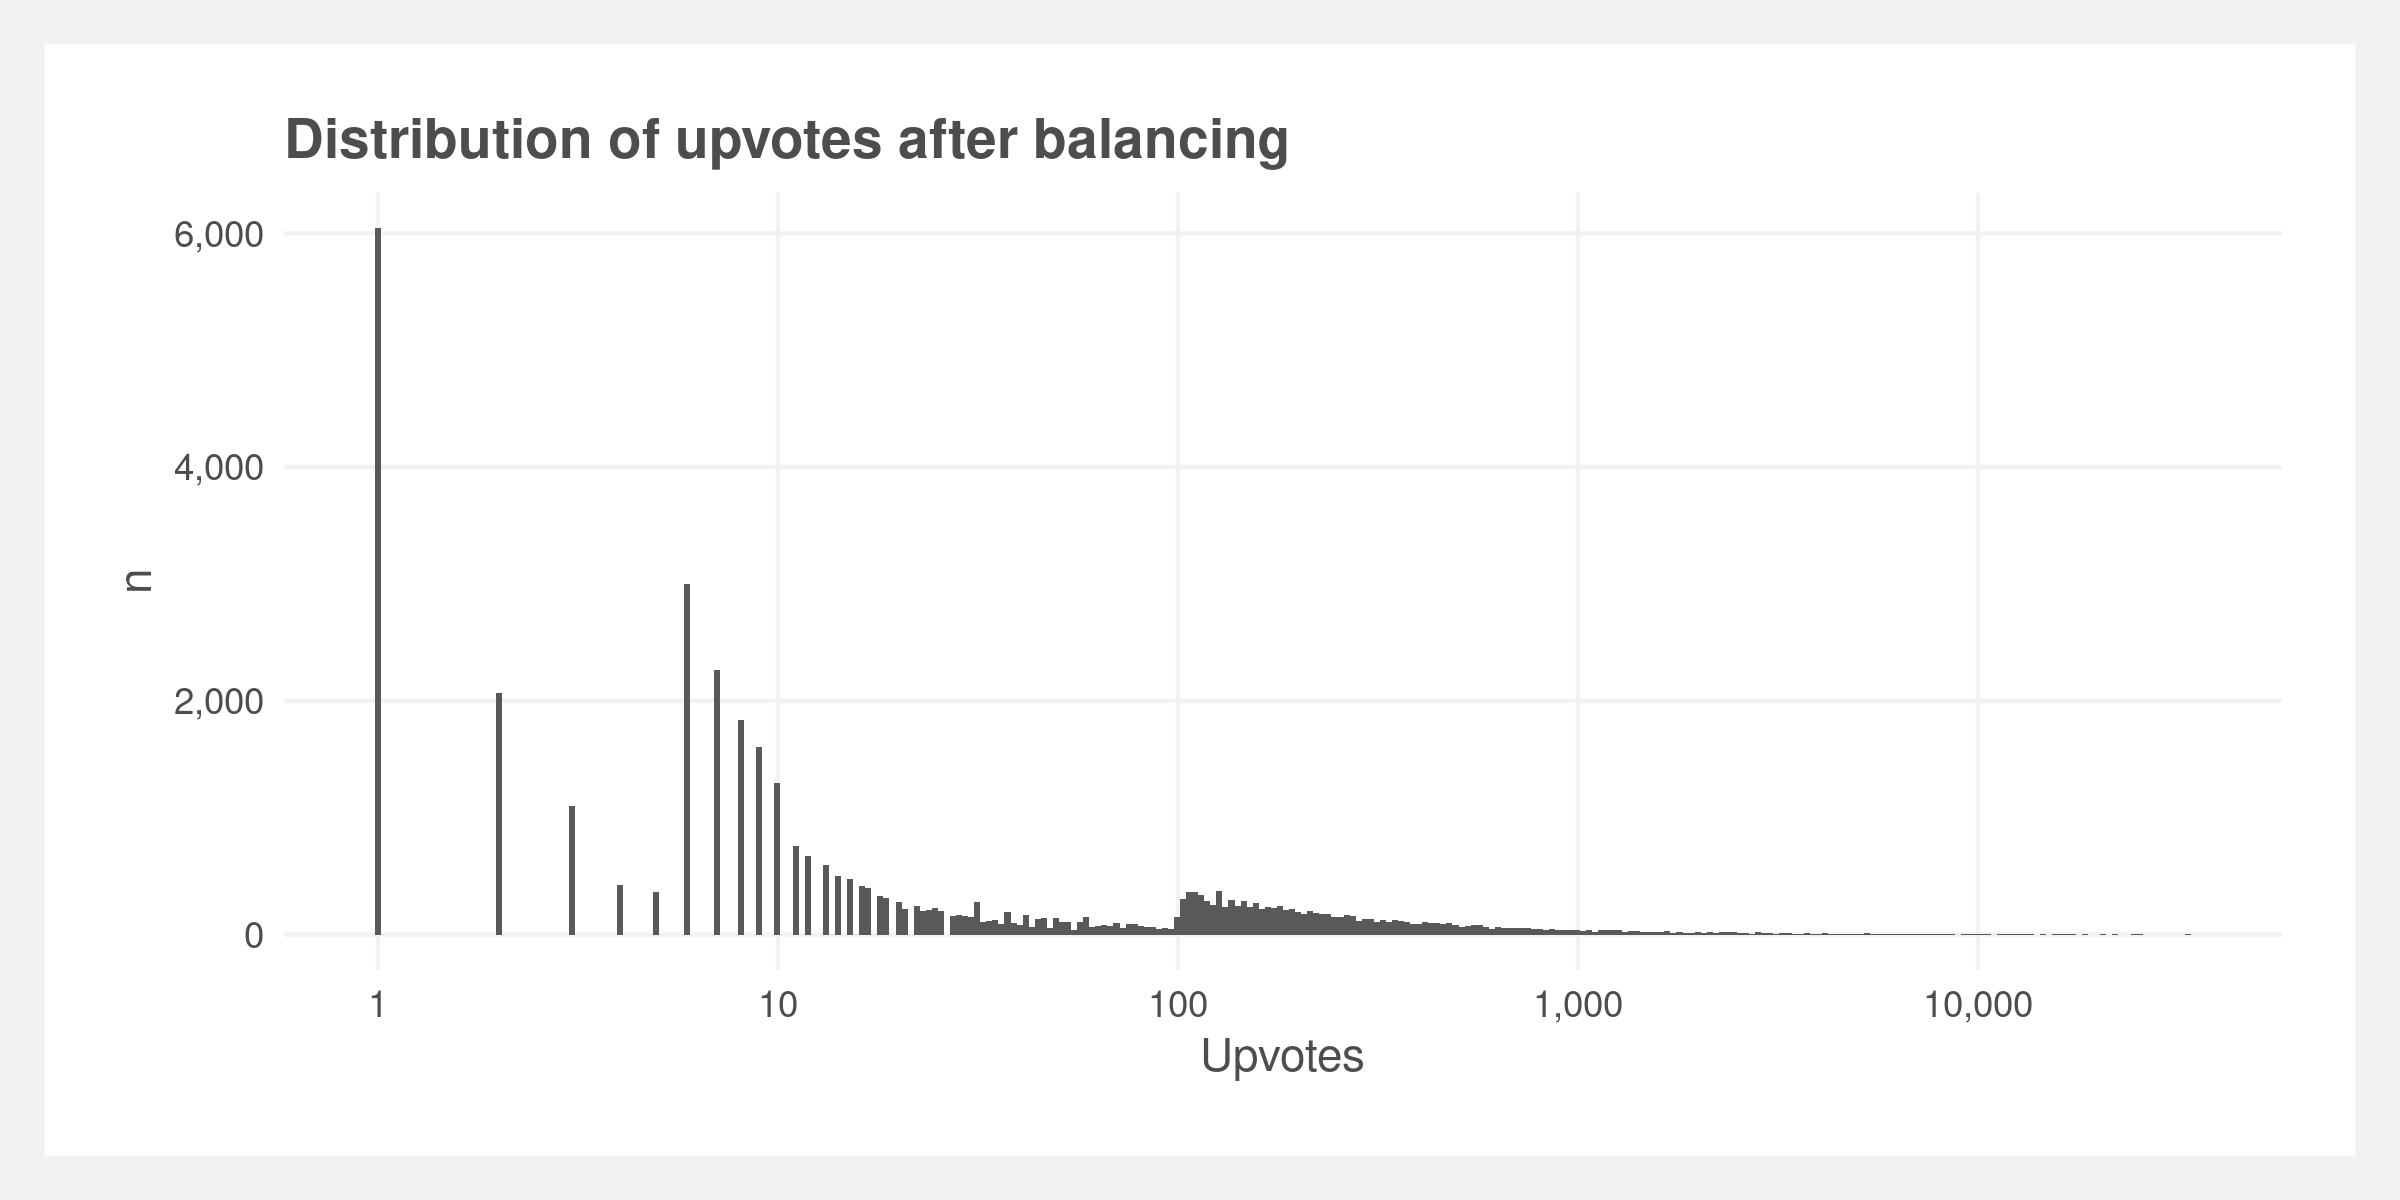 Distribution of upvotes after balancing
6,000
4,000
2,000
0
n
1 10 100 1,000 10,000
Upvotes